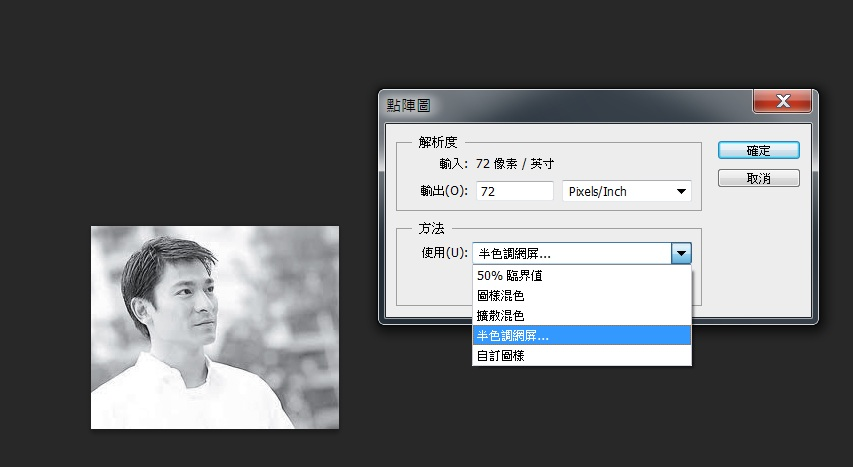 點陣圖
解析度
輸入: 72 像素 / 英寸
輸出(O): 72 Pixels/Inch
方法
使用(U): 半色調網屏...
50% 臨界值
圖樣混色
擴散混色
半色調網屏...
自訂圖樣
確定
取消